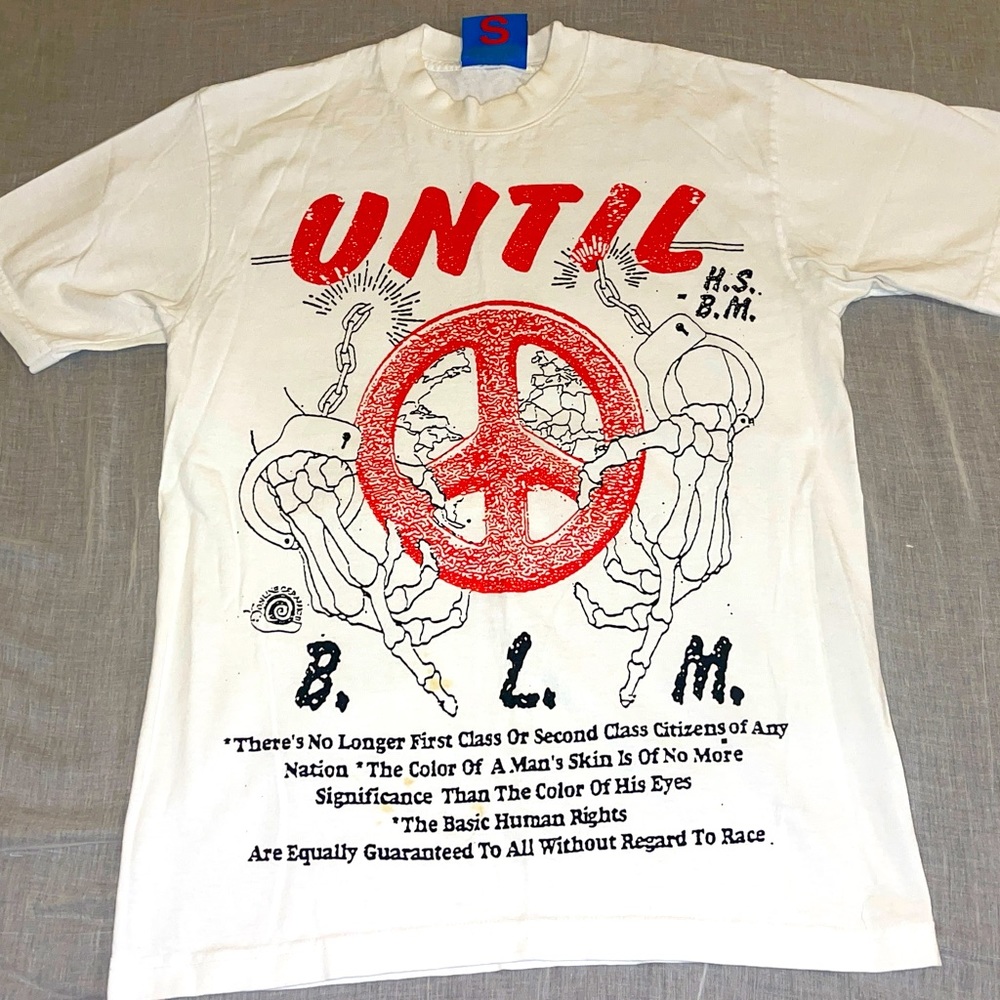 S
UNTIL
H.S.
B.M.
B. L. M.
*There's No Longer First Class Or Second Class Citizens of Any
Nation *The Color Of A Man's Skin Is Of No More
Significance Than The Color Of His Eyes
*The Basic Human Rights
Are Equally Guaranteed To All Without Regard To Race.